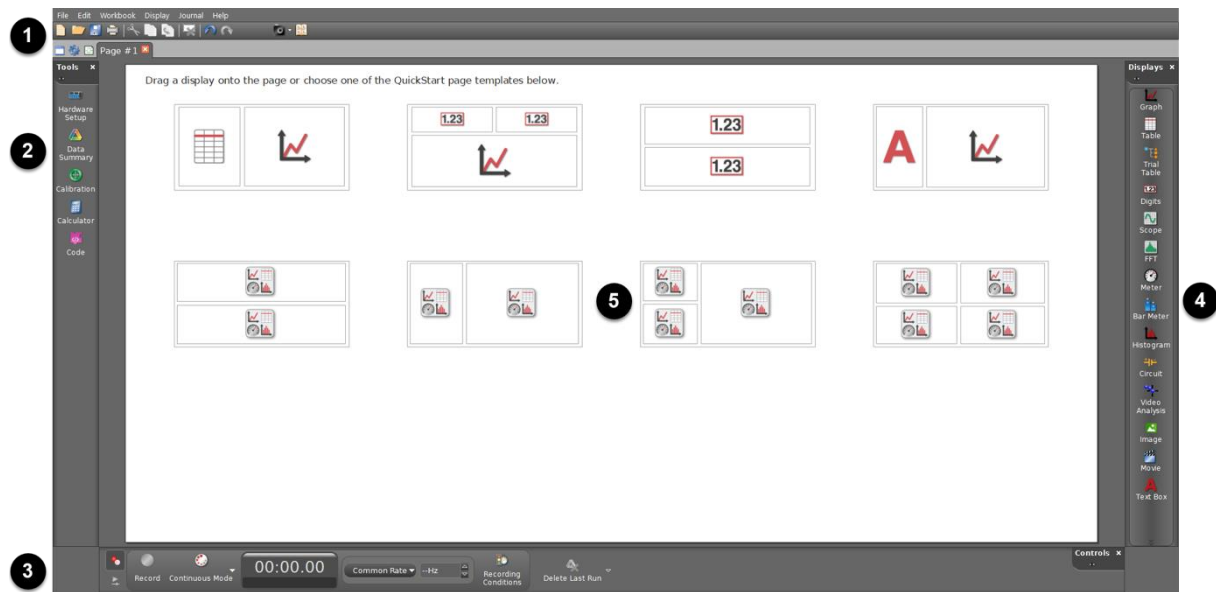 File Edit Workbook Display Journal Help
1
Page #1
Tools
Displays
Drag a display onto the page or choose one of the QuickStart page templates below.
Hardware
Setup
2
Data
Summary
Calibration
Calculator
Code
1.23 1.23
1.23
1.23
A
5
Graph
Table
Trial
Table
Digits
Scope
FFT
Meter
4
Bar Meter
Histogram
Circuit
Video
Analysis
Image
Movie
Text Box
3
Record Continuous Mode 00:00.00 Common Rate --Hz Recording
Conditions
Delete Last Run
Controls